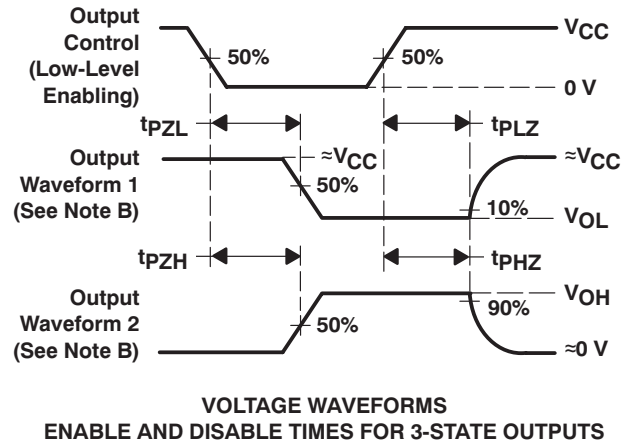 Output
Control
(Low-Level
Enabling)
VCC
50%
50%
0 V
tPZL
tPLZ
Output
Waveform 1
(See Note B)
≈VCC
≈VCC
50%
10%
VOL
tPZH
tPHZ
Output
Waveform 2
(See Note B)
VOH
90%
50%
≈0 V
VOLTAGE WAVEFORMS
ENABLE AND DISABLE TIMES FOR 3-STATE OUTPUTS